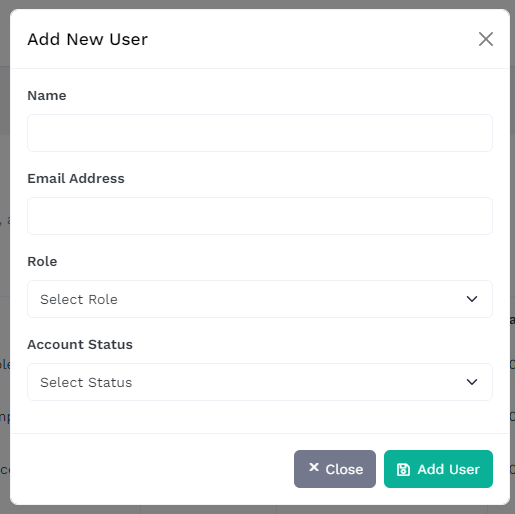 Add New User
Name
Email Address
Role
Select Role
Account Status
Select Status
Close
Add User